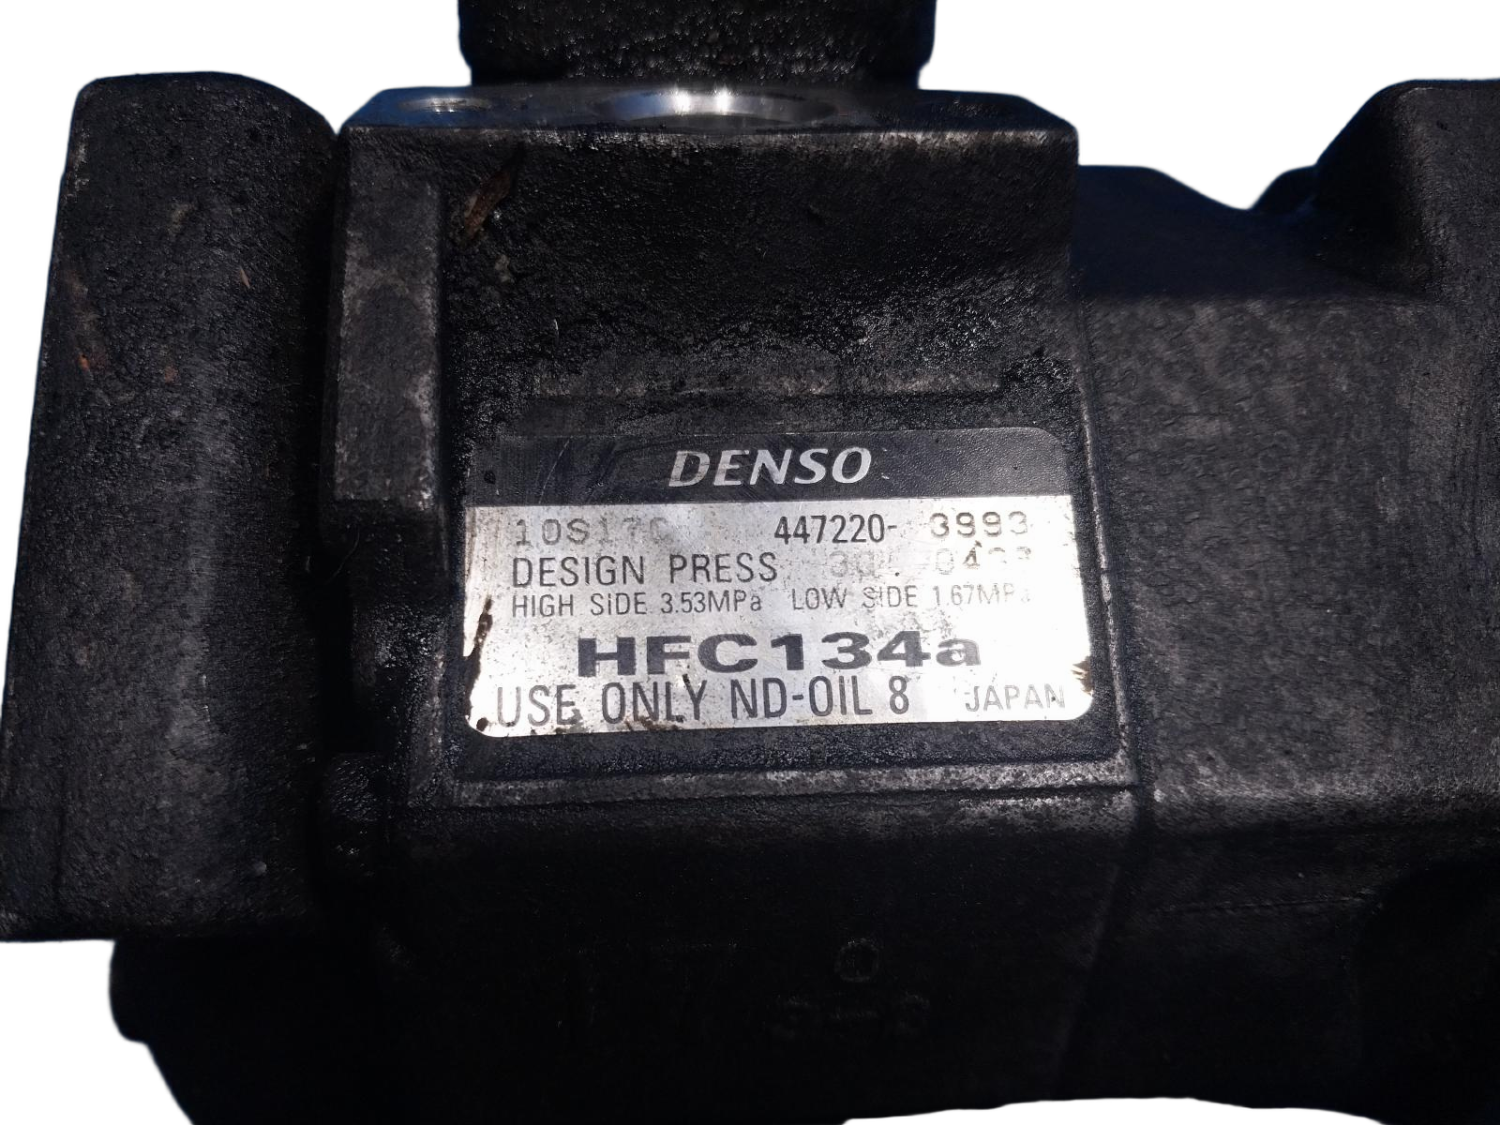 DENSO
10S17C 447220-3993
DESIGN PRESS
HIGH SIDE 3.53MPa LOW SIDE 1.67MPa
HFC134a
USE ONLY ND-OIL 8 JAPAN